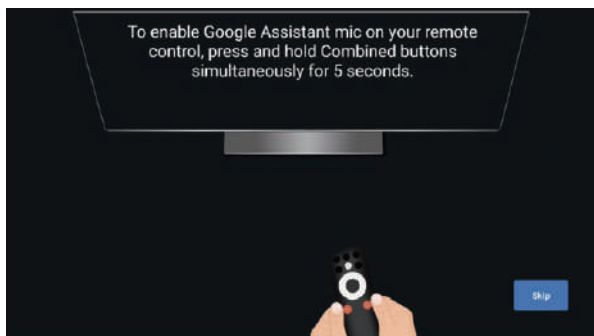 To enable Google Assistant mic on your remote
control, press and hold Combined buttons
simultaneously for 5 seconds.
Skip